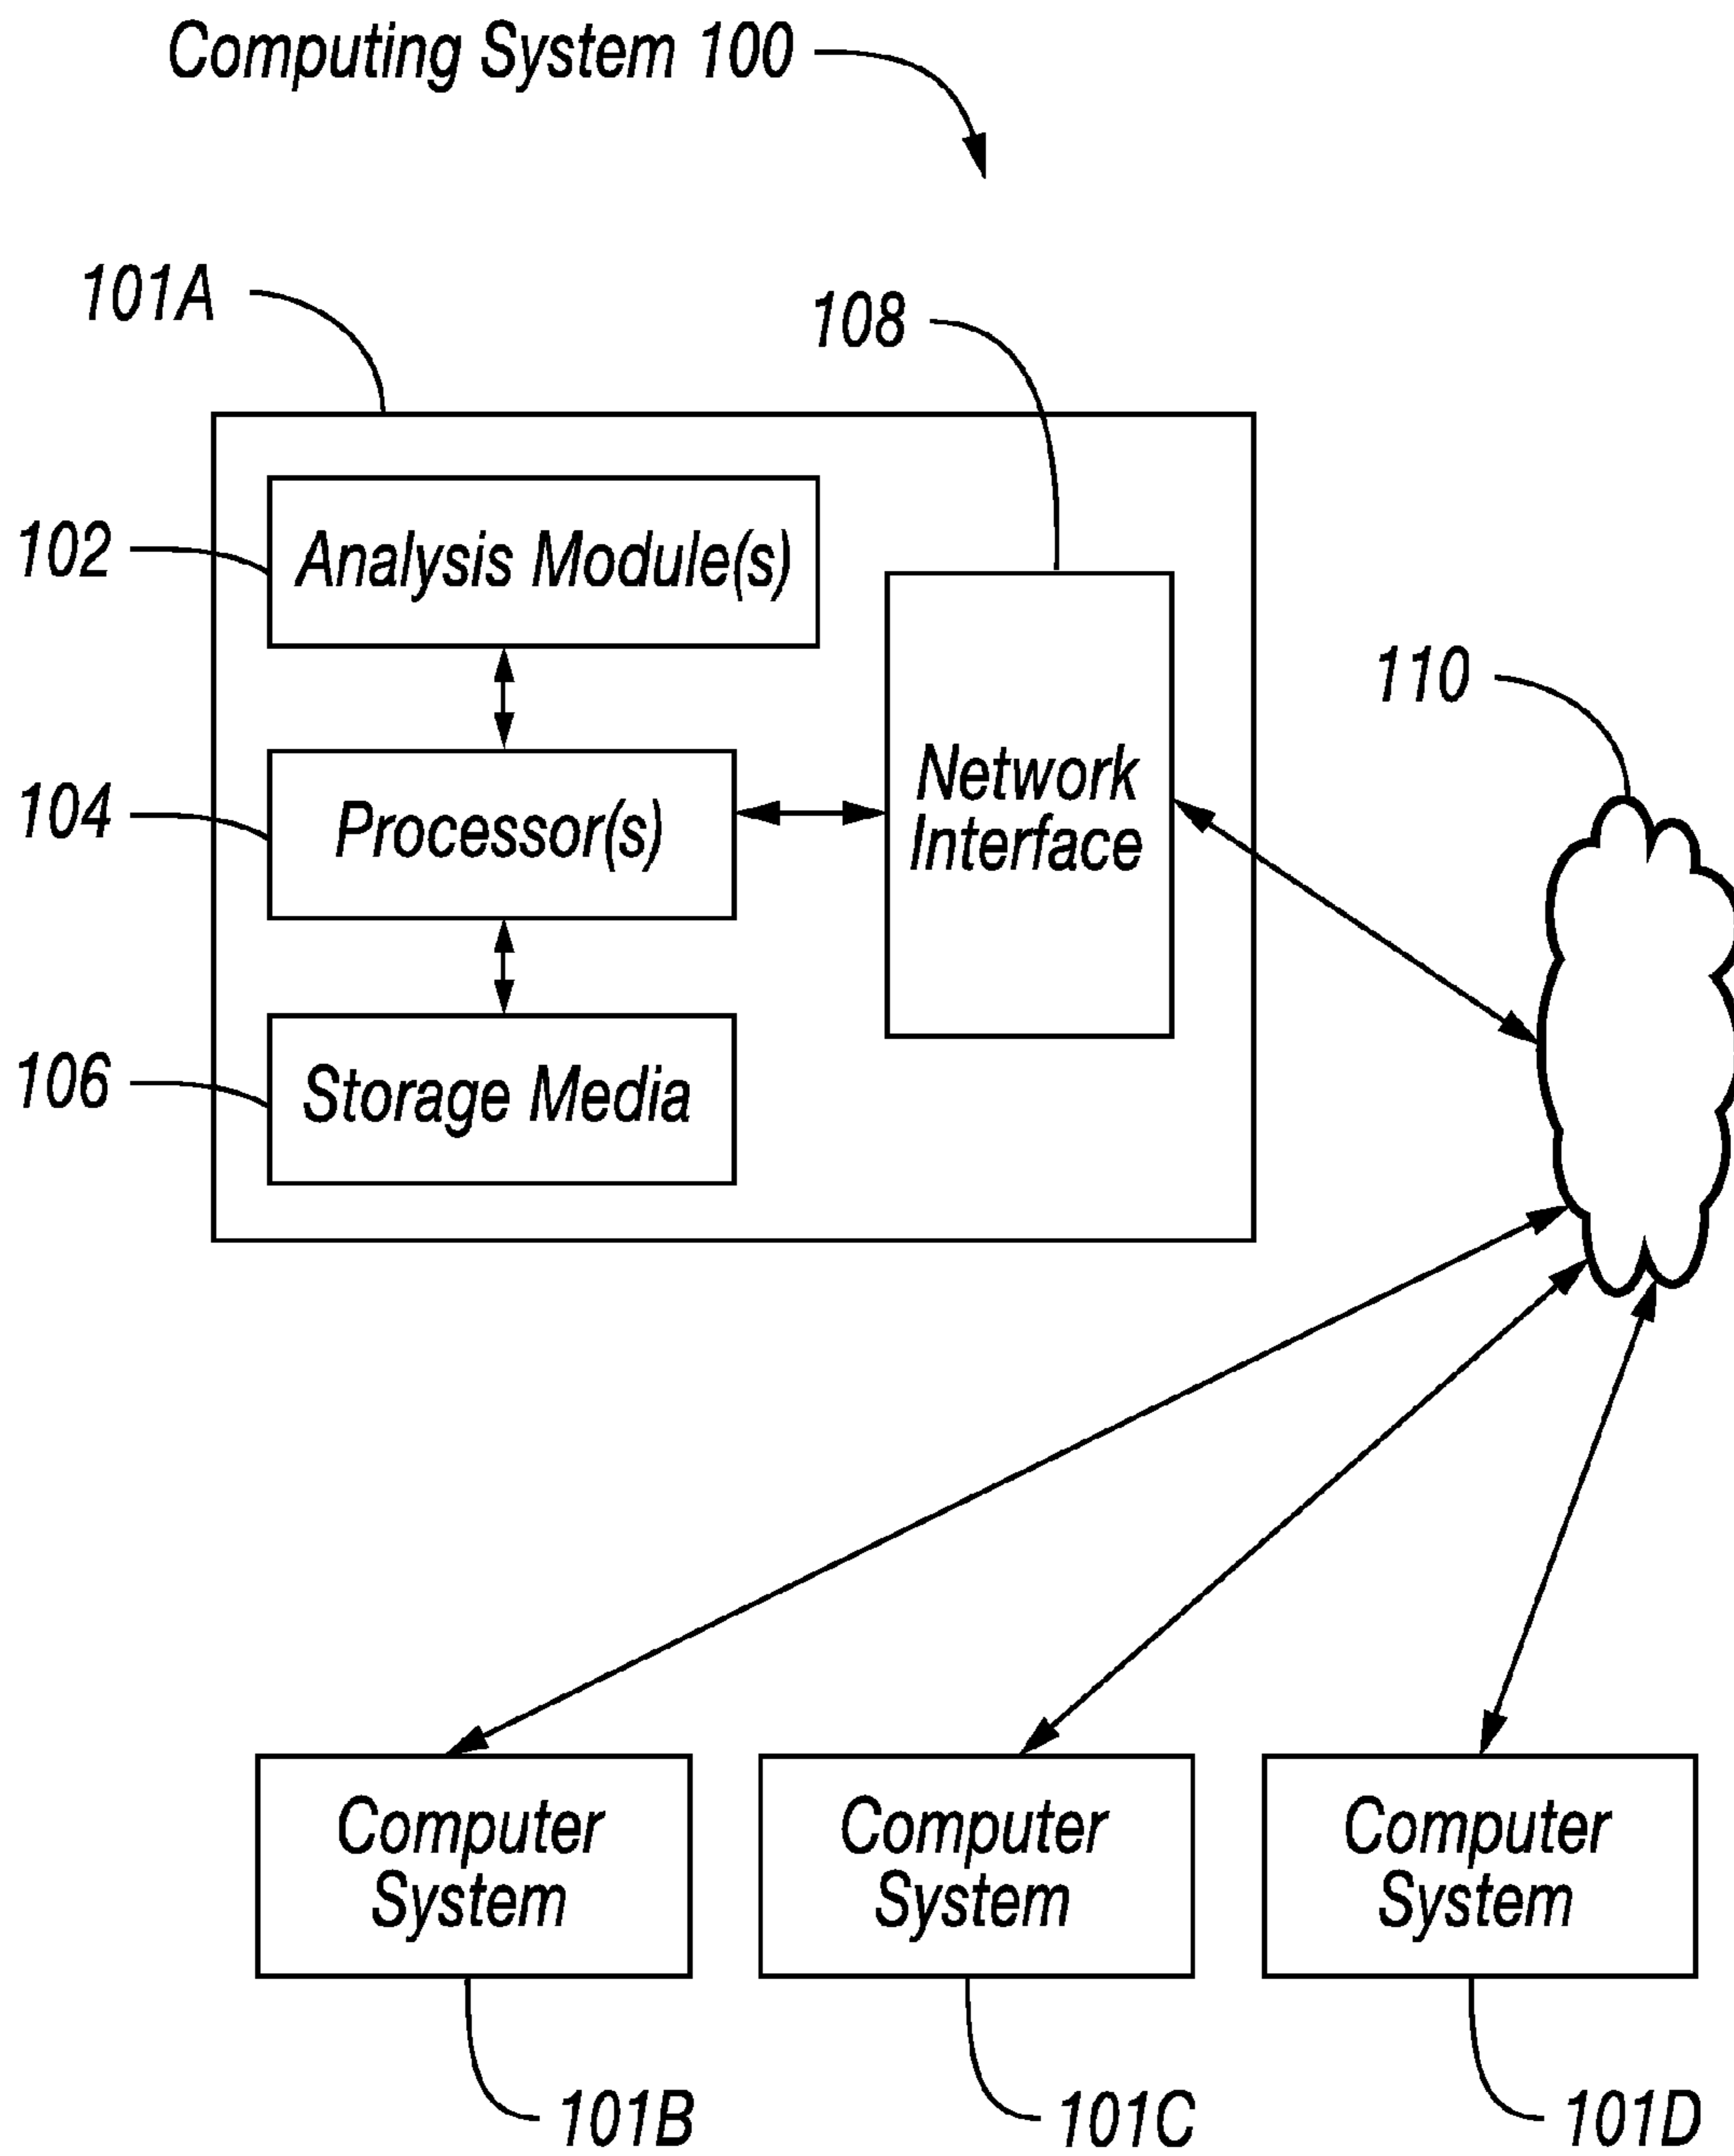 Computing System 100
101A
108
102
Analysis Module(s)
110
Network
Interface
104
Processor(s)
106
Storage Media
Computer
System
Computer
System
Computer
System
101B
101C
101D